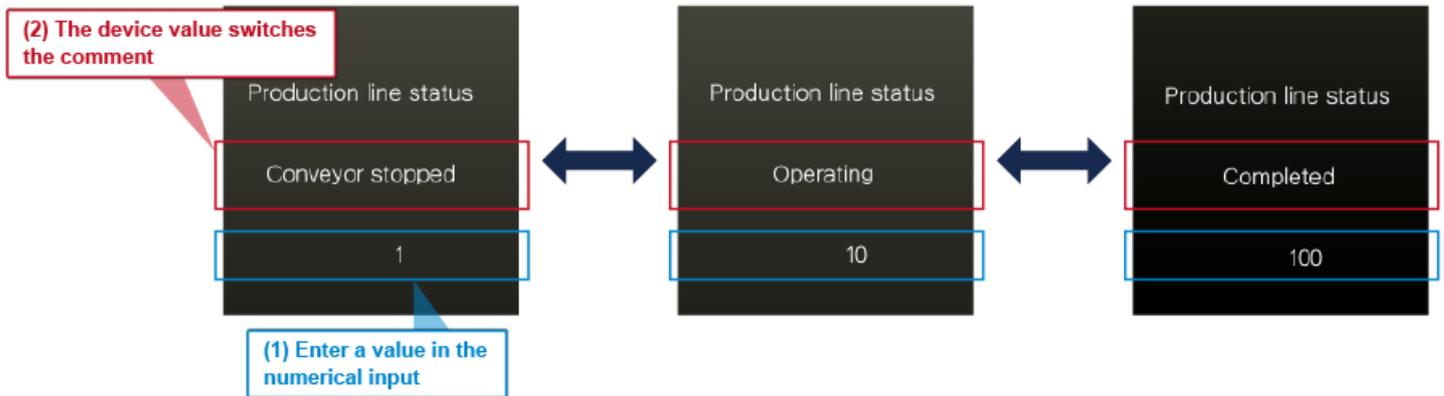 (2) The device value switches
the comment
Production line status
Conveyor stopped
1
(1) Enter a value in the
numerical input
Production line status
Operating
10
Production line status
Completed
100